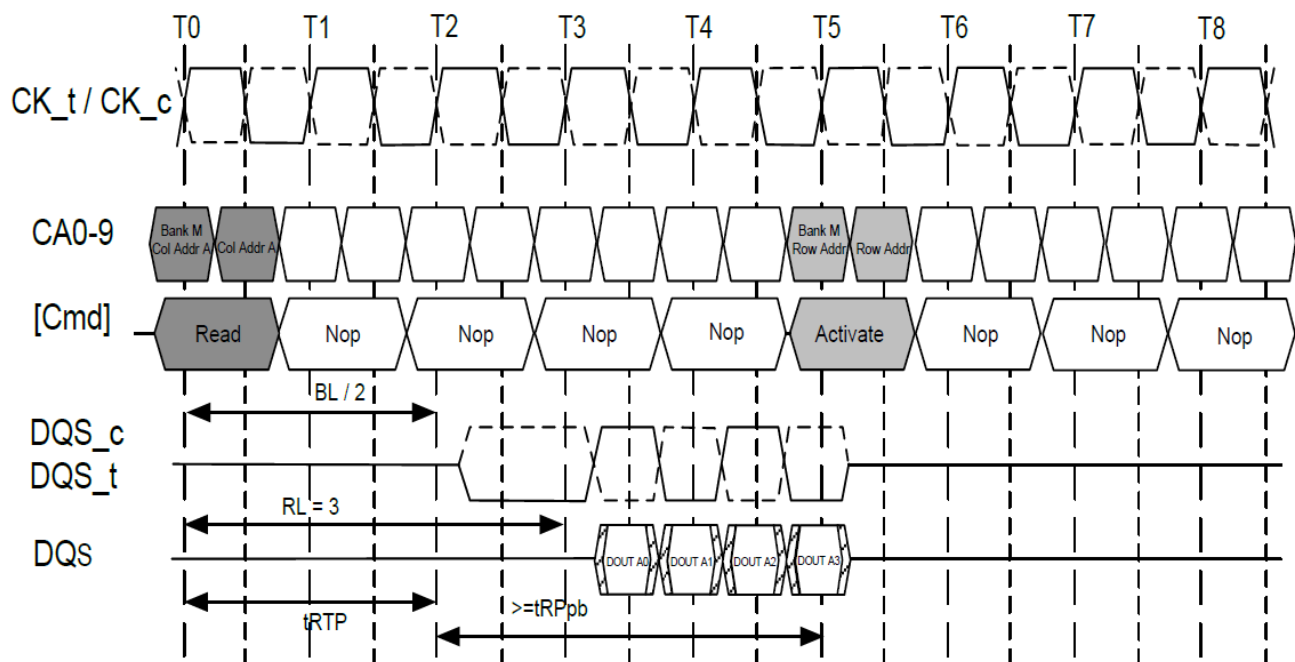 T0 T1 T2 T3 T4 T5 T6 T7 T8
CK_t / CK_c
CA0-9
Bank M
Col Addr A
Col Addr A
Bank M
Row Addr
Row Addr
[Cmd]
Read Nop Nop Nop Nop Activate Nop Nop Nop
BL / 2
DQS_c
DQS_t
RL = 3
DQS
DOUT A0 DOUT A1 DOUT A2 DOUT A3
tRTP
>=tRPpb